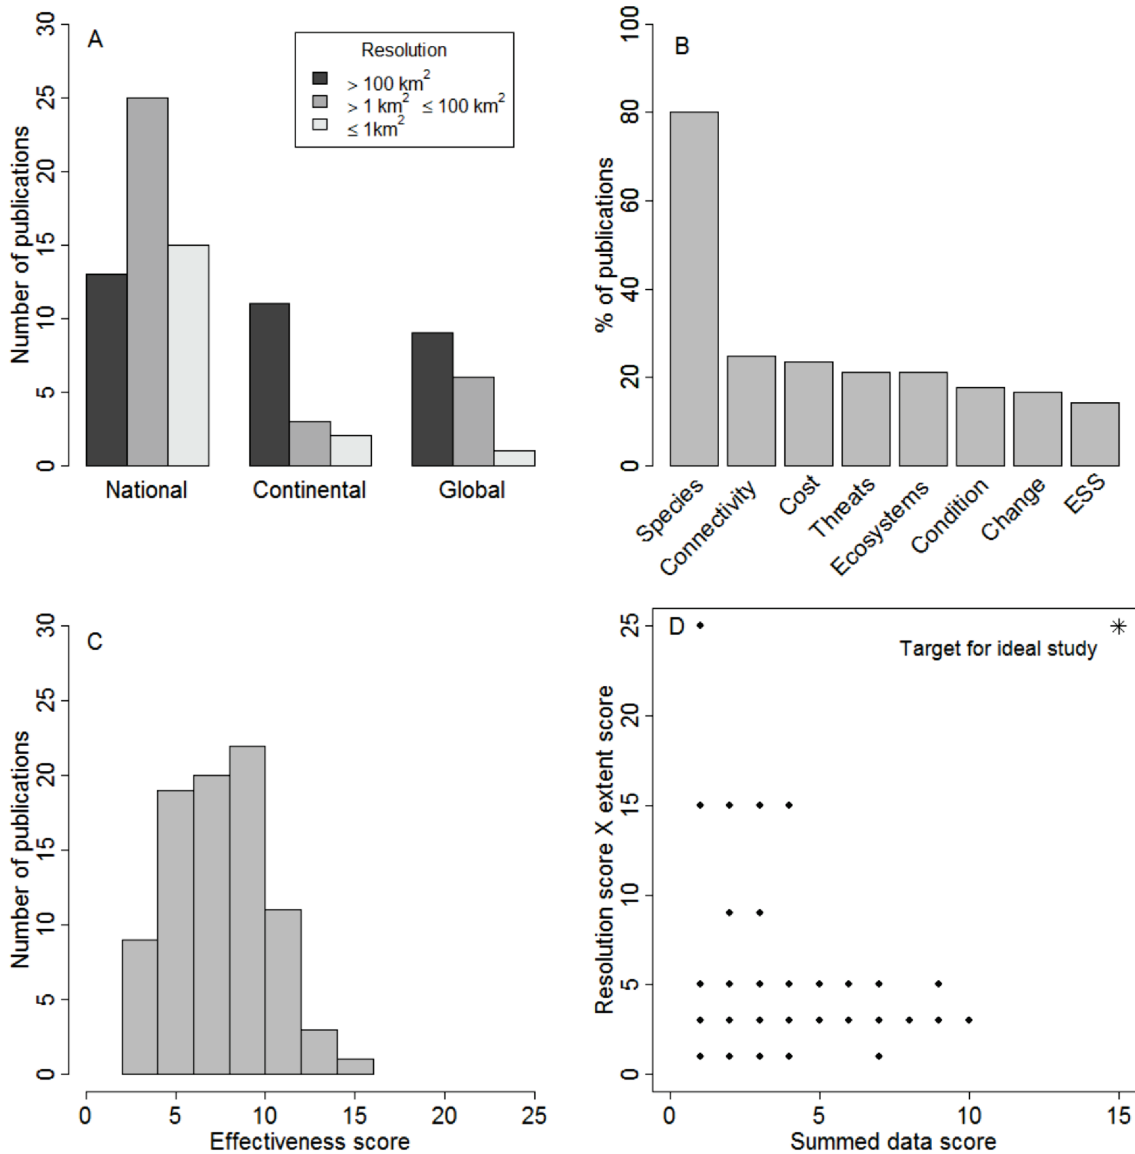 A
Number of publications
30
25
20
15
10
5
0
Resolution
> 100 km²
> 1 km² ≤ 100 km²
≤ 1km²
National Continental Global
B
% of publications
100
80
60
40
20
0
Species
Connectivity
Cost
Threats
Ecosystems
Condition
Change
ESS
C
Number of publications
30
25
20
15
10
5
0
0 5 10 15 20 25
Effectiveness score
D
Target for ideal study
Resolution score X extent score
25
20
15
10
5
0
0 5 10 15
Summed data score